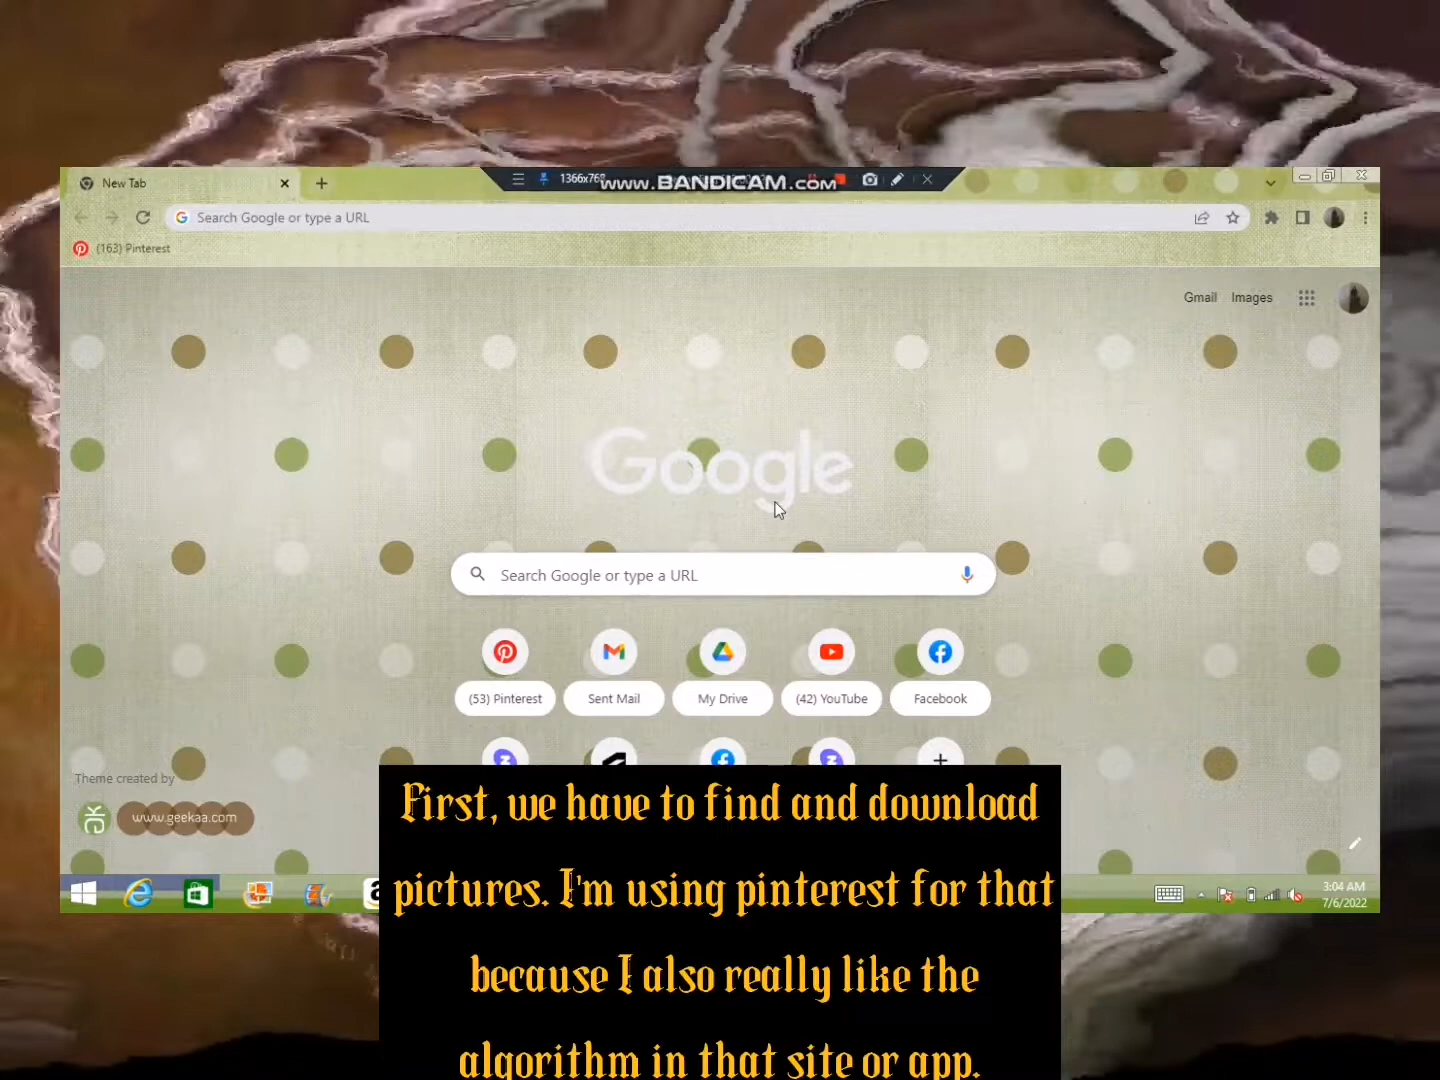 New Tab
1366x768
www.BANDICAM.com
Search Google or type a URL
(163) Pinterest
Gmail Images
Google
Search Google or type a URL
(53) Pinterest
Sent Mail
My Drive
(42) YouTube
Facebook
Theme created by
www.geekaa.com
3:04 AM
7/6/2022
First, we have to find and download
pictures. I'm using pinterest for that
because I also really like the
algorithm in that site or app.